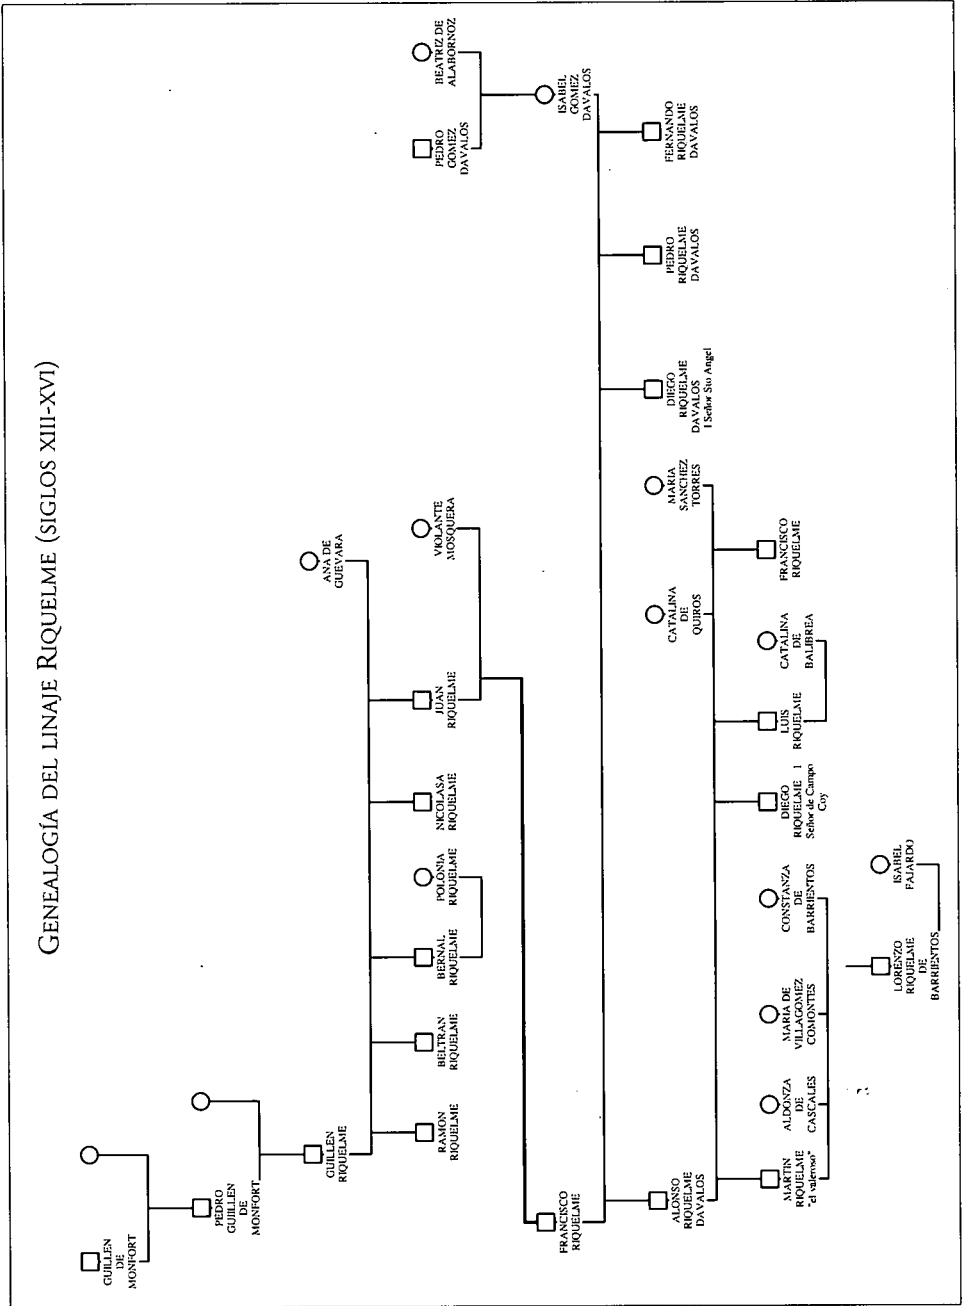 GENEALOGÍA DEL LINAJE RIQUELME (SIGLOS XIII-XVI)
GUILLEN
DE
MONFORT
PEDRO
GUIILLEN
DE
MONFORT
GUILLEN
RIQUELME
ANA DE
GUEVARA
RAMON
RIQUELME
BELTRAN
RIQUELME
BERNAL
RIQUELME
POLONIA
RIQUELME
NICOLASA
RIQUELME
JUAN
RIQUELME
VIOLANTE
MOSQUERA
PEDRO
GOMEZ
DAVALOS
BEATRIZ DE
ALABORNOZ
FRANCISCO
RIQUELME
ISABEL
GOMEZ
DAVALOS
ALONSO
RIQUELME
DAVALOS
CATALINA
DE
QUIROS
MARIA
SANCHEZ
TORRES
DIEGO
RIQUELME
DAVALOS
I Señor Sto Angel
PEDRO
RIQUELME
DAVALOS
FERNANDO
RIQUELME
DAVALOS
MARTIN
RIQUELME
"el valeroso"
ALDONZA
DE
CASCALES
MARIA DE
VILLAGOMEZ
COMONTES
CONSTANZA
DE
BARRIENTOS
DIEGO
RIQUELME I
Señor de Campo
Coy
LUIS
RIQUELME
CATALINA
DE
BALIBREA
FRANCISCO
RIQUELME
LORENZO
RIQUELME
DE
BARRIENTOS
ISABEL
FAJARDO